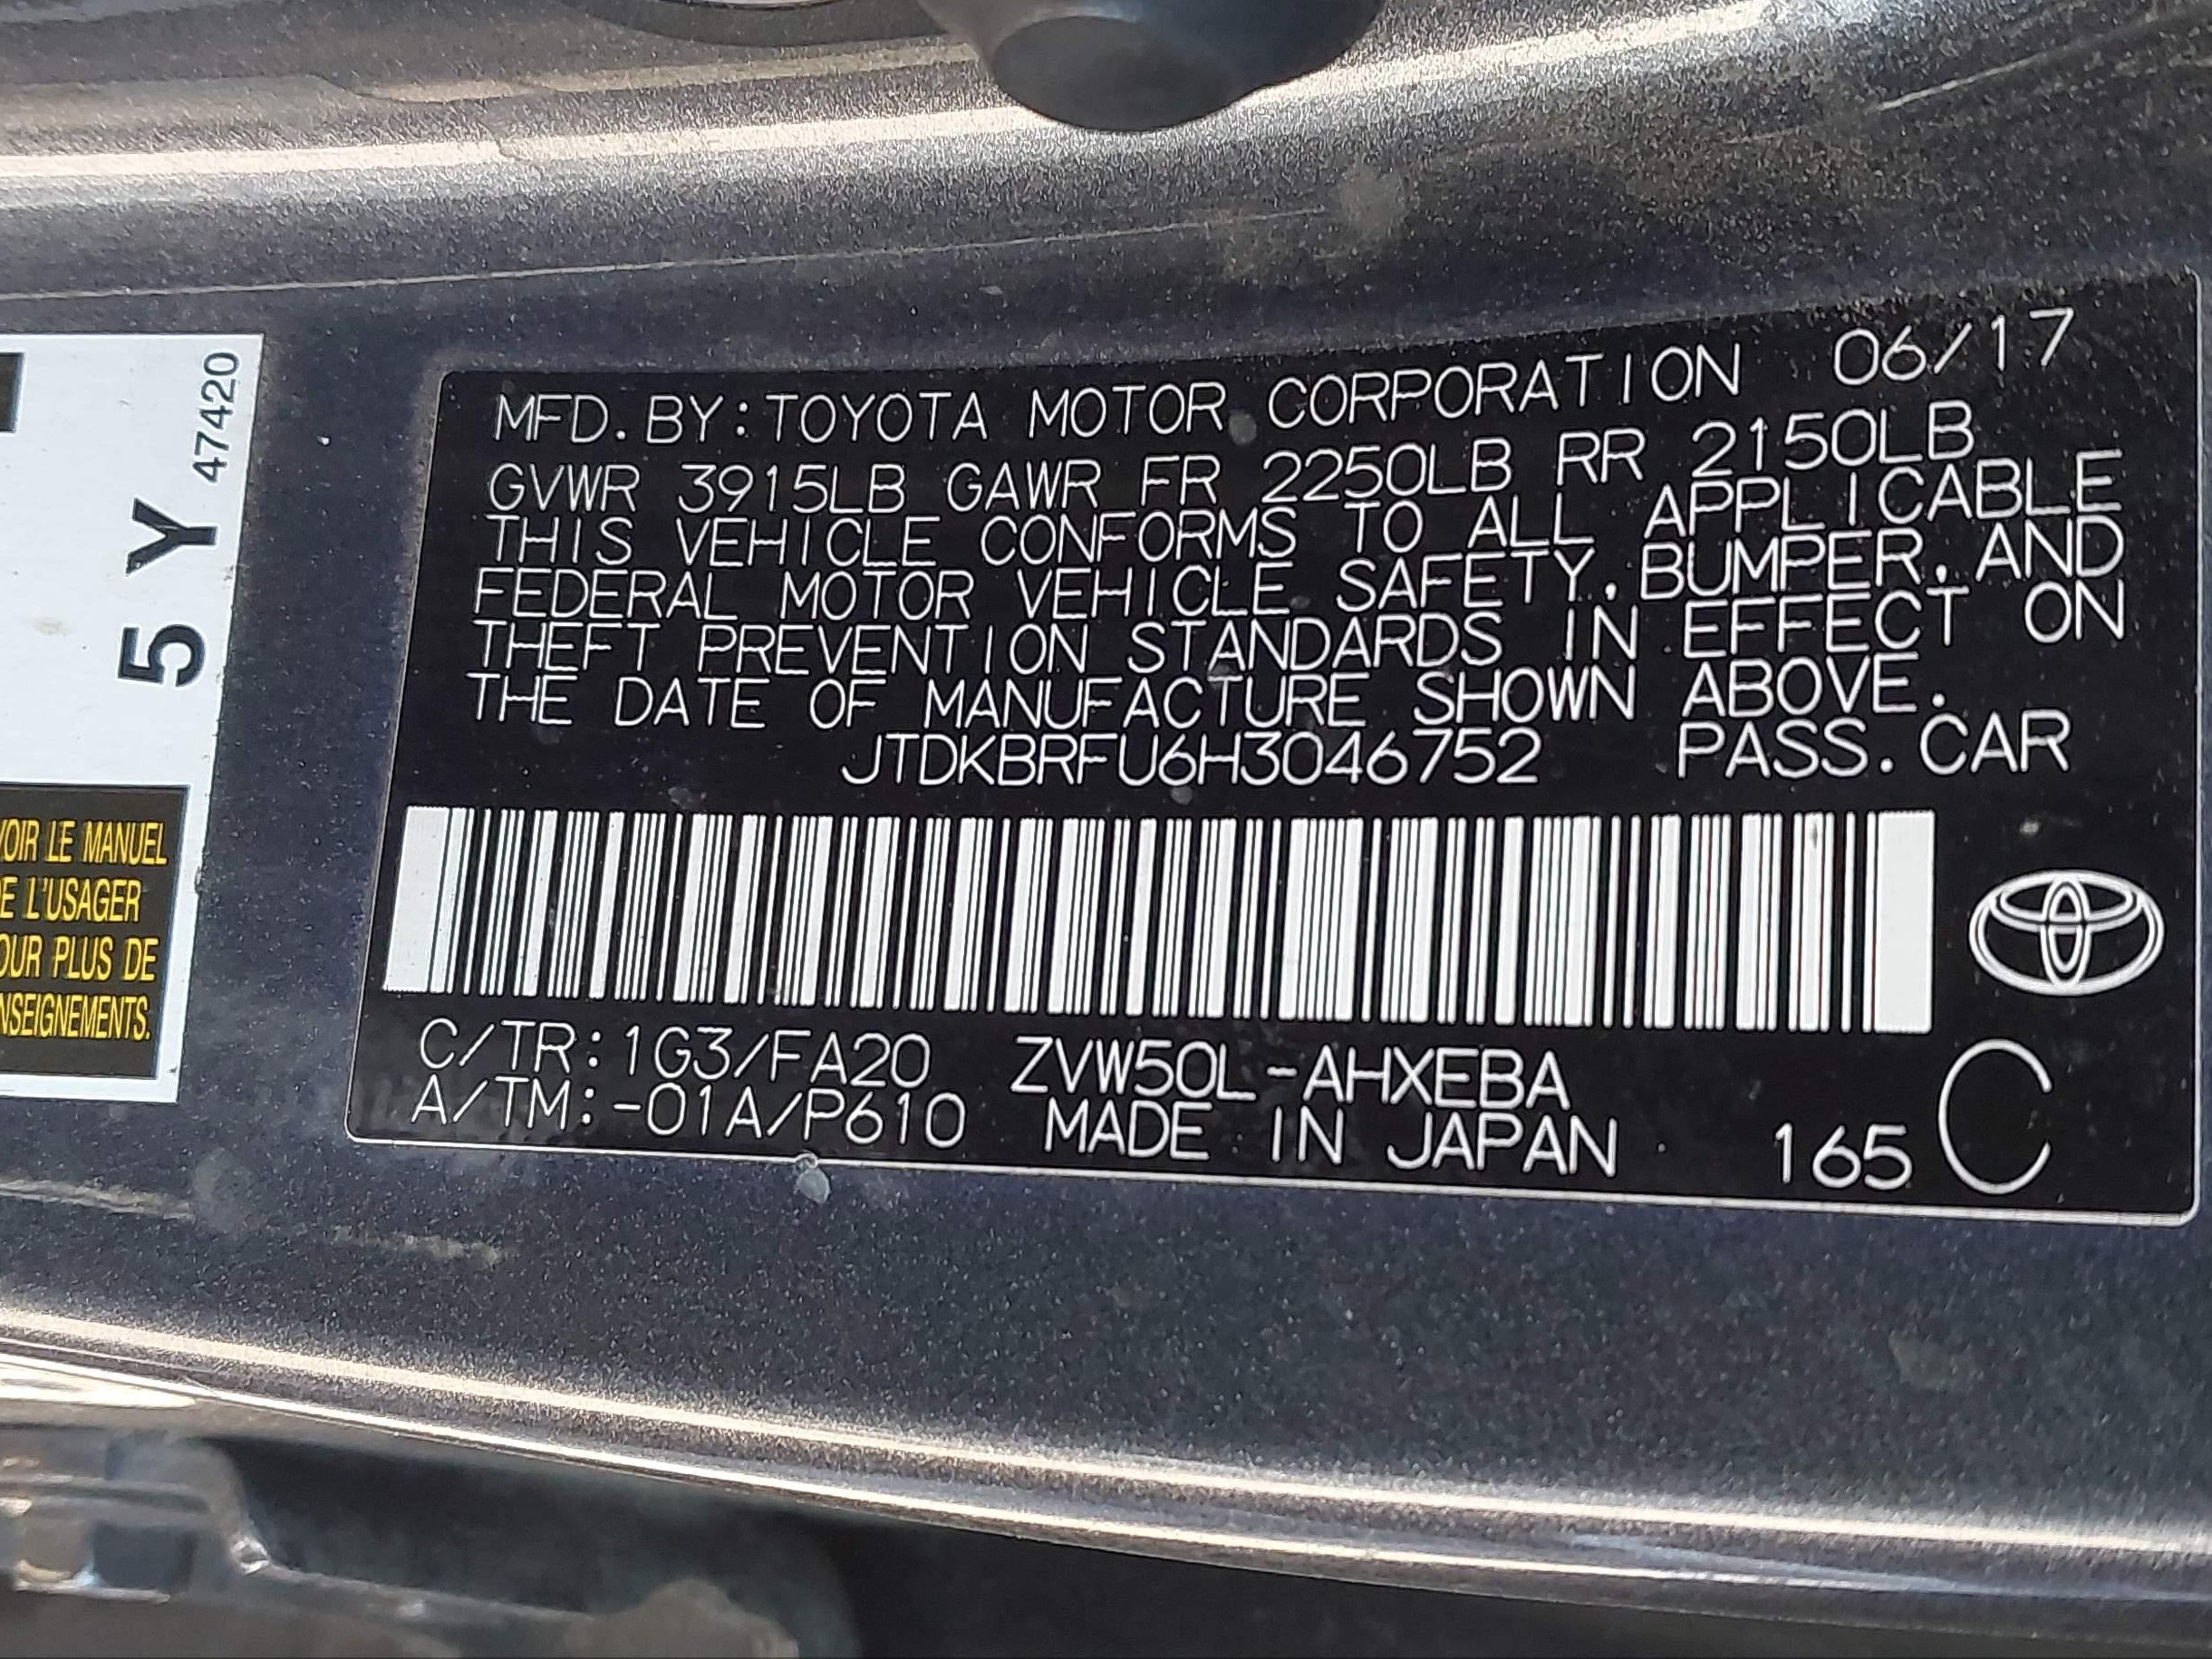 MFD.BY:TOYOTA MOTOR CORPORATION 06/17
GVWR 3915LB GAWR FR 2250LB RR 2150LB
THIS VEHICLE CONFORMS TO ALL APPLICABLE
FEDERAL MOTOR VEHICLE SAFETY,BUMPER,AND
THEFT PREVENTION STANDARDS IN EFFECT ON
THE DATE OF MANUFACTURE SHOWN ABOVE.
JTDKBRFU6H3046752 PASS.CAR
C/TR:1G3/FA20 ZVW50L-AHXEBA
A/TM:-01A/P610 MADE IN JAPAN 165 C
5Y 47420
VOIR LE MANUEL
DE L'USAGER
POUR PLUS DE